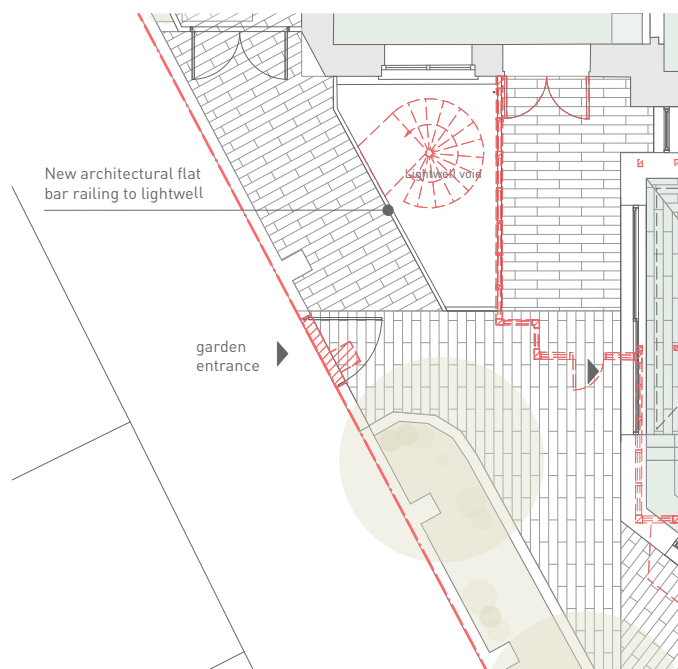 New architectural flat
bar railing to lightwell
Lightwell void
garden
entrance